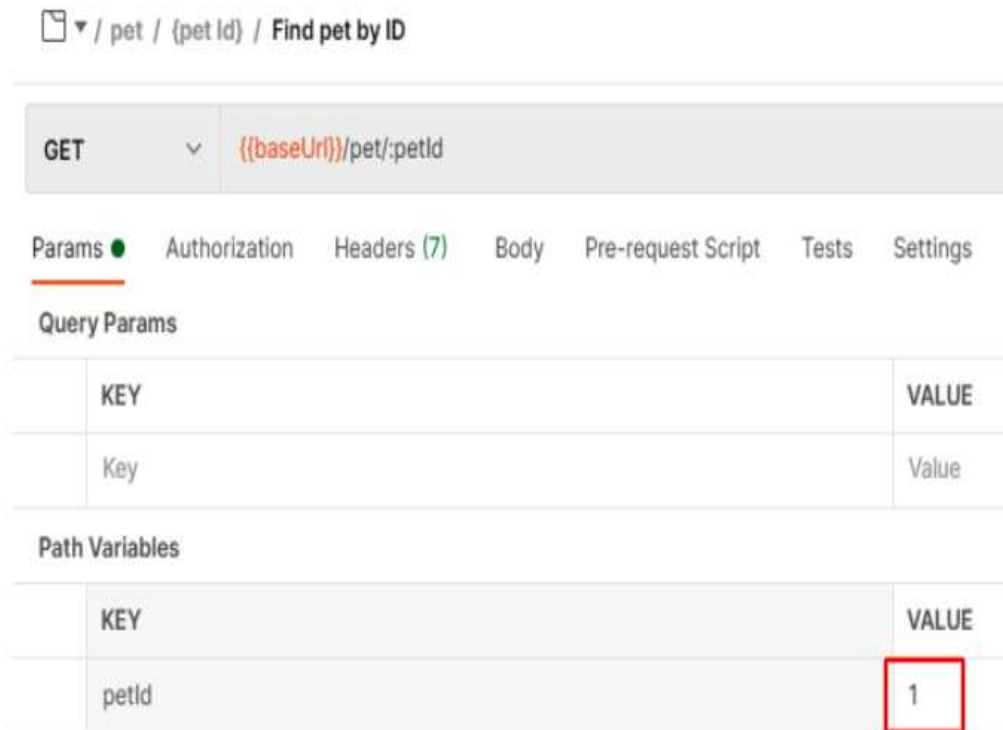 / pet / {pet Id} / Find pet by ID
GET {{baseUrl}}/pet/:petId
Params Authorization Headers (7) Body Pre-request Script Tests Settings
Query Params
KEY VALUE
Key Value
Path Variables
KEY VALUE
petId 1